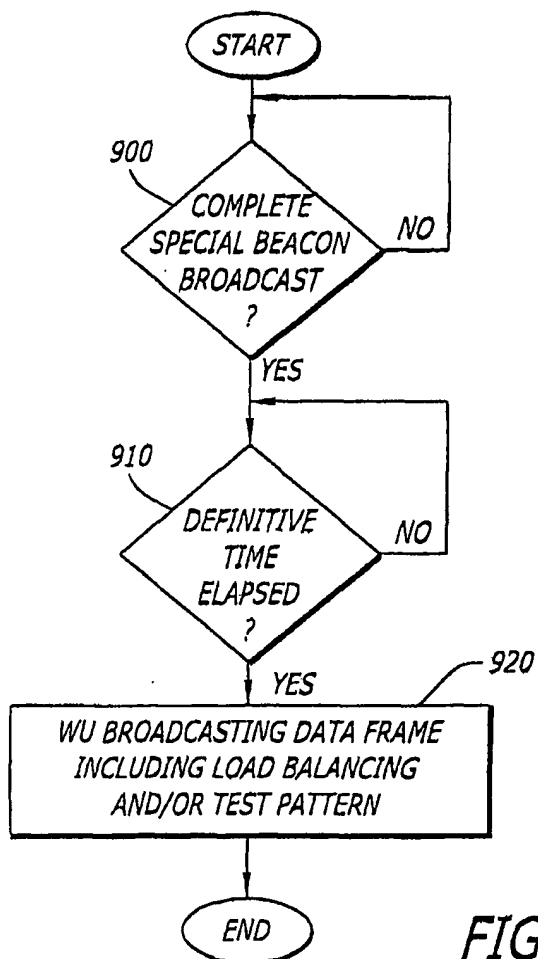 START
900
COMPLETE
SPECIAL BEACON
BROADCAST
?
NO
YES
910
DEFINITIVE
TIME
ELAPSED
?
NO
YES
920
WU BROADCASTING DATA FRAME
INCLUDING LOAD BALANCING
AND/OR TEST PATTERN
END
FIG